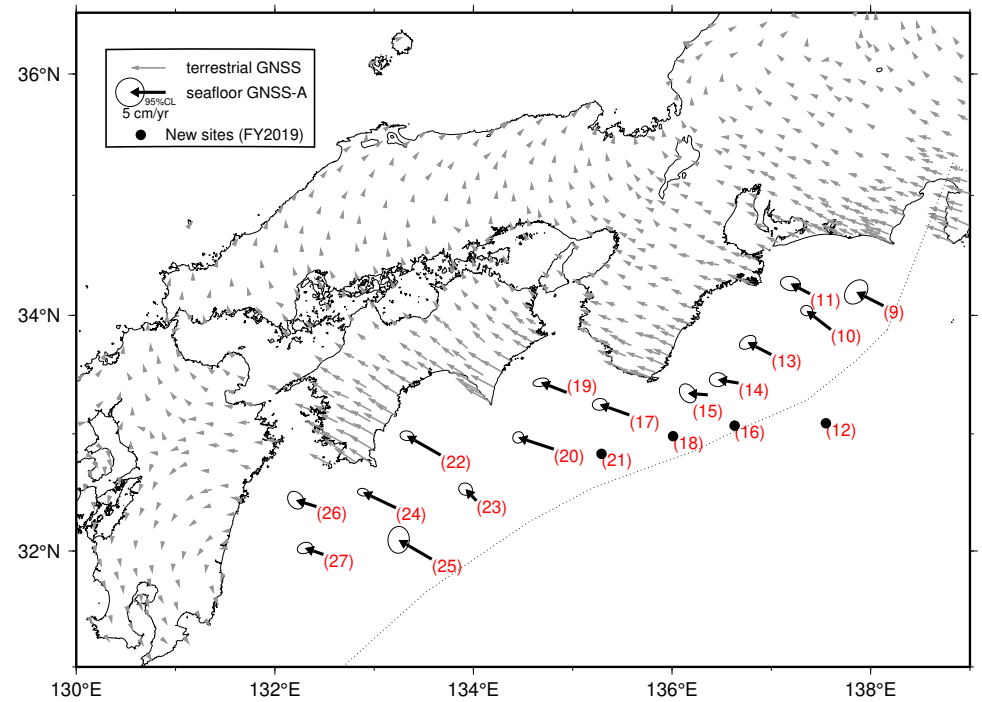 36°N
34°N
32°N
terrestrial GNSS
seafloor GNSS-A
95%CL
5 cm/yr
New sites (FY2019)
(11)
(9)
(10)
(13)
(14)
(19)
(15)
(17)
(12)
(16)
(18)
(20)
(21)
(22)
(23)
(26)
(24)
(27)
(25)
130°E
132°E
134°E
136°E
138°E